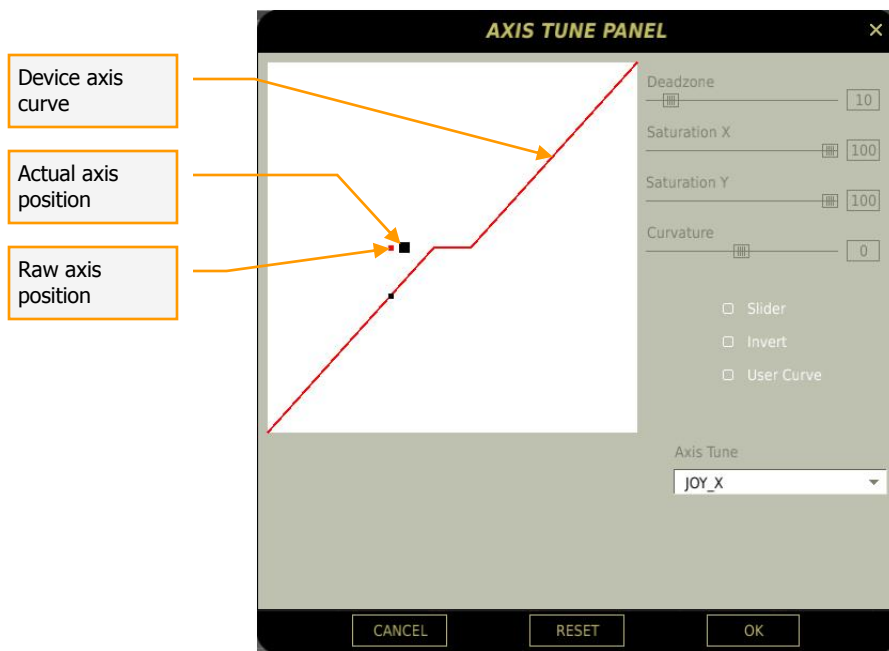 AXIS TUNE PANEL
Device axis
curve
Actual axis
position
Raw axis
position
Deadzone
10
Saturation X
100
Saturation Y
100
Curvature
0
Slider
Invert
User Curve
Axis Tune
JOY_X
CANCEL
RESET
OK